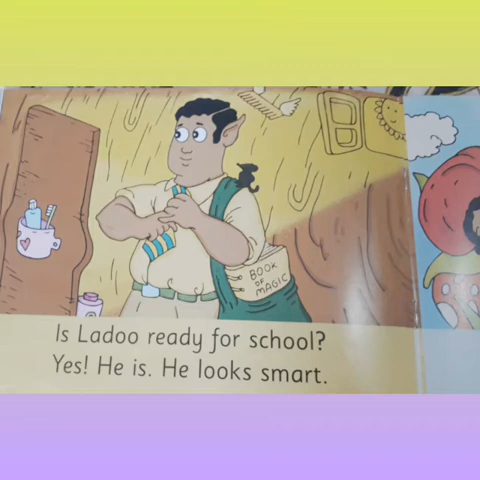 BOOK
OF
MAGIC
Is Ladoo ready for school?
Yes! He is. He looks smart.